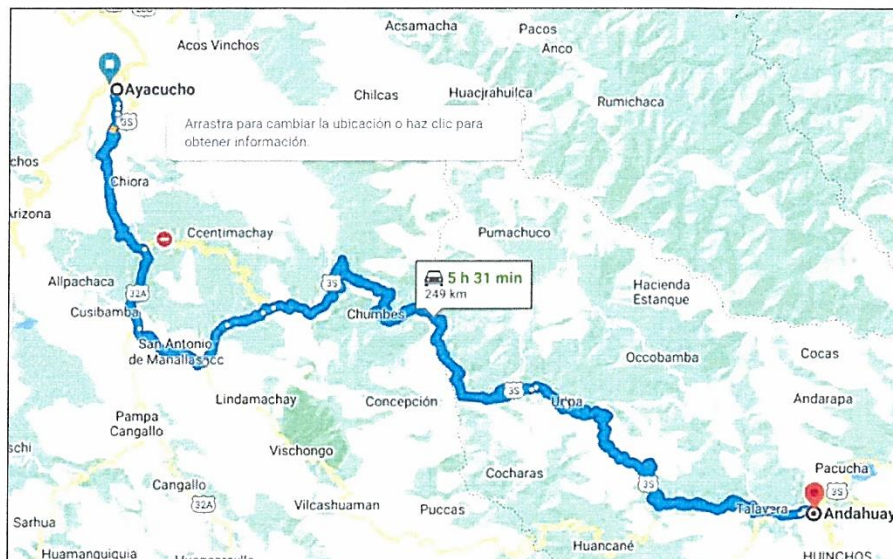 Acsamacha
Pacos
Anco
Acos Vinchos
Ayacucho
Chilcas
Huacjrahuilca
Rumichaca
3S
Arrastra para cambiar la ubicación o haz clic para
obtener información.
chos
Chiora
Arizona
Ccentimachay
Pumachuco
Allpachaca
32A
3S
5 h 31 min
249 km
Hacienda
Estanque
Cusibamba
Chumbes
San Antonio
de Manallasacc
Occobamba
Cocas
Lindamachay
Concepción
3S
Uripa
Andarapa
Pampa
Cangallo
schi
Vischongo
Cocharas
Pacucha
Cangallo
3S
3S
32A
Vilcashuaman
Puccas
Talavera
Andahuay
Sarhua
Huamanquiquia
Huancané
HUINCHOS